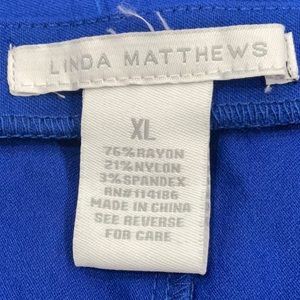 LINDA MATTHEWS
XL
76%RAYON
21%NYLON
3%SPANDEX
RN#114186
MADE IN CHINA
SEE REVERSE
FOR CARE